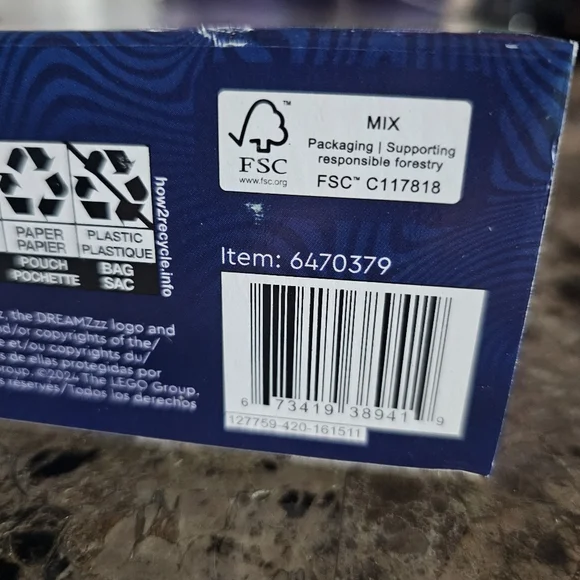 ™
FSC
www.fsc.org
MIX
Packaging | Supporting
responsible forestry
FSC™ C117818
PAPER
PAPIER
POUCH
POCHETTE
PLASTIC
PLASTIQUE
BAG
SAC
how2recycle.info
Item: 6470379
6 73419 38941 9
127759-420-161511
the DREAMZzz logo and
and/or copyrights of the/
et/ou copyrights du/
de ellas protegidas por
©2024 The LEGO Group.
réservés/Todos los derechos